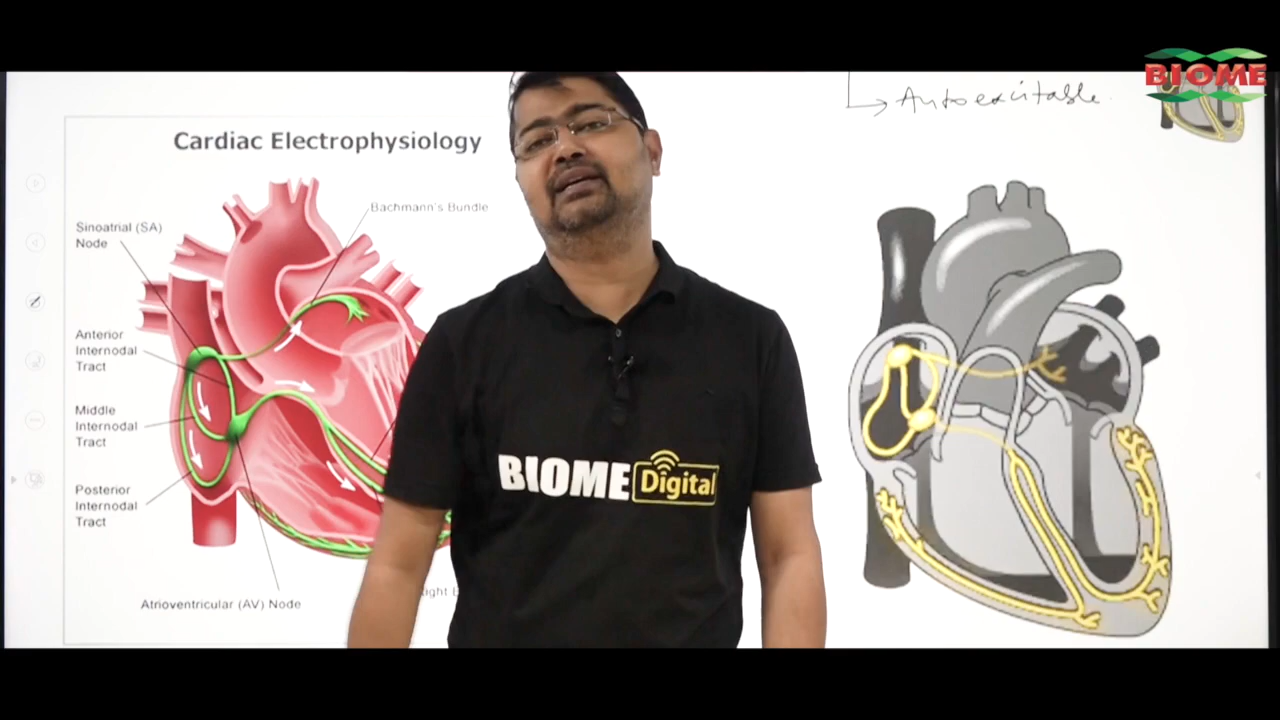 BIOME
Autoexcitable
Cardiac Electrophysiology
Bachmann's Bundle
Sinoatrial (SA)
Node
Anterior
Internodal
Tract
Middle
Internodal
Tract
Posterior
Internodal
Tract
Atrioventricular (AV) Node
BIOME Digital